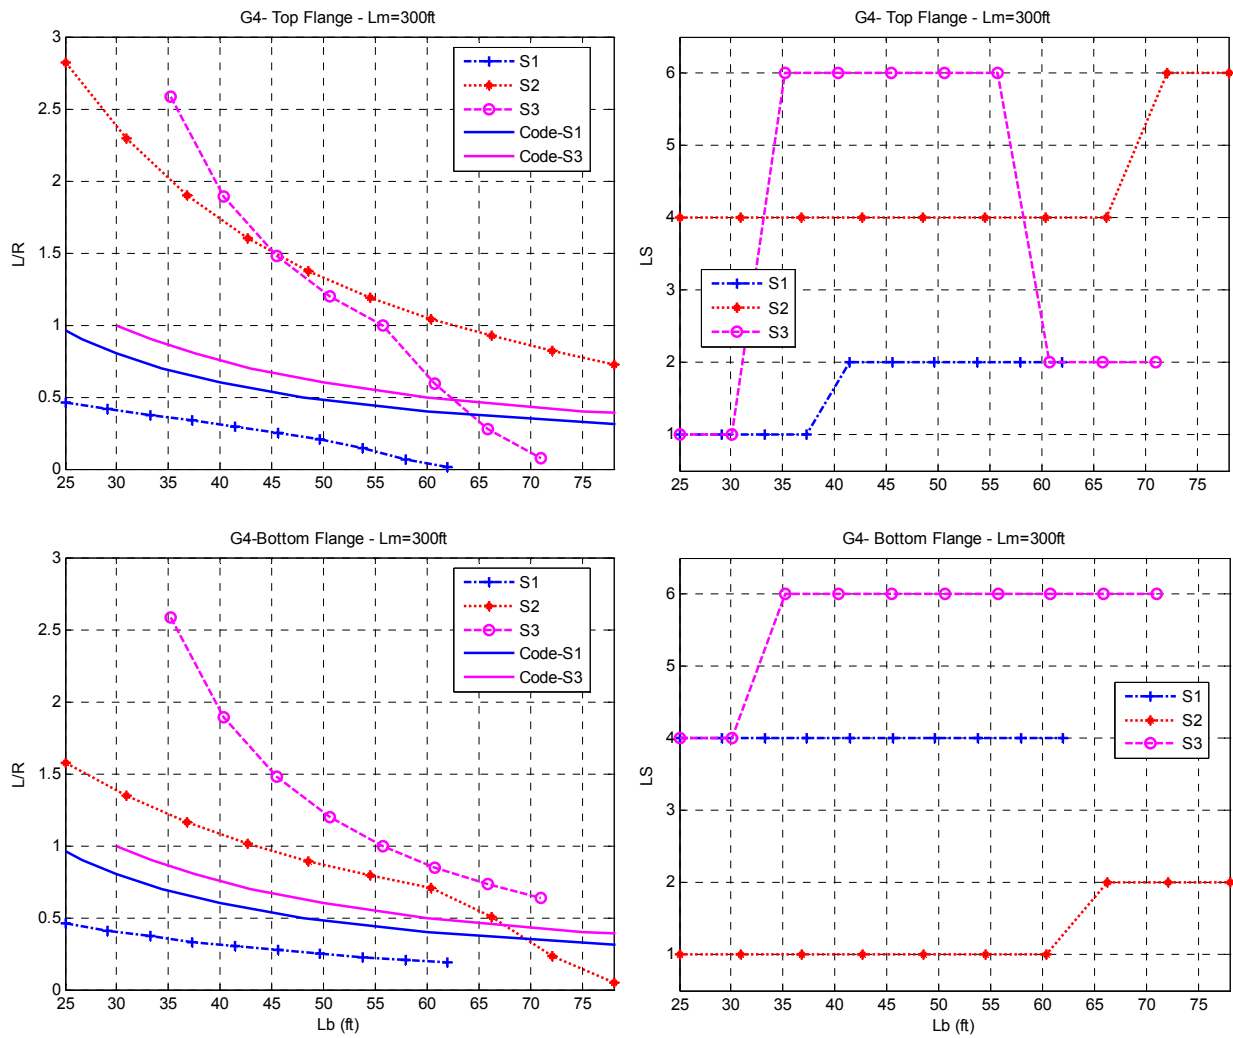 G4- Top Flange - Lm=300ft
3
2.5
2
1.5
1
0.5
0
L/R
25 30 35 40 45 50 55 60 65 70 75
S1
S2
S3
Code-S1
Code-S3
G4- Top Flange - Lm=300ft
6
5
4
3
2
1
LS
25 30 35 40 45 50 55 60 65 70 75
S1
S2
S3
G4-Bottom Flange - Lm=300ft
3
2.5
2
1.5
1
0.5
0
L/R
25 30 35 40 45 50 55 60 65 70 75
Lb (ft)
S1
S2
S3
Code-S1
Code-S3
G4- Bottom Flange - Lm=300ft
6
5
4
3
2
1
LS
25 30 35 40 45 50 55 60 65 70 75
Lb (ft)
S1
S2
S3